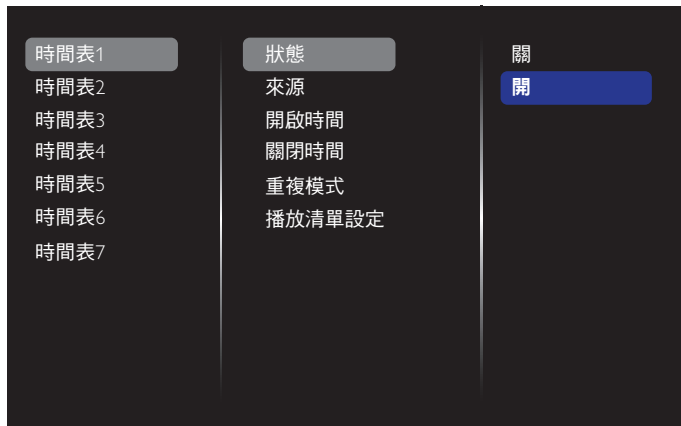 時間表1
時間表2
時間表3
時間表4
時間表5
時間表6
時間表7
狀態
來源
開啟時間
關閉時間
重複模式
播放清單設定
關
開